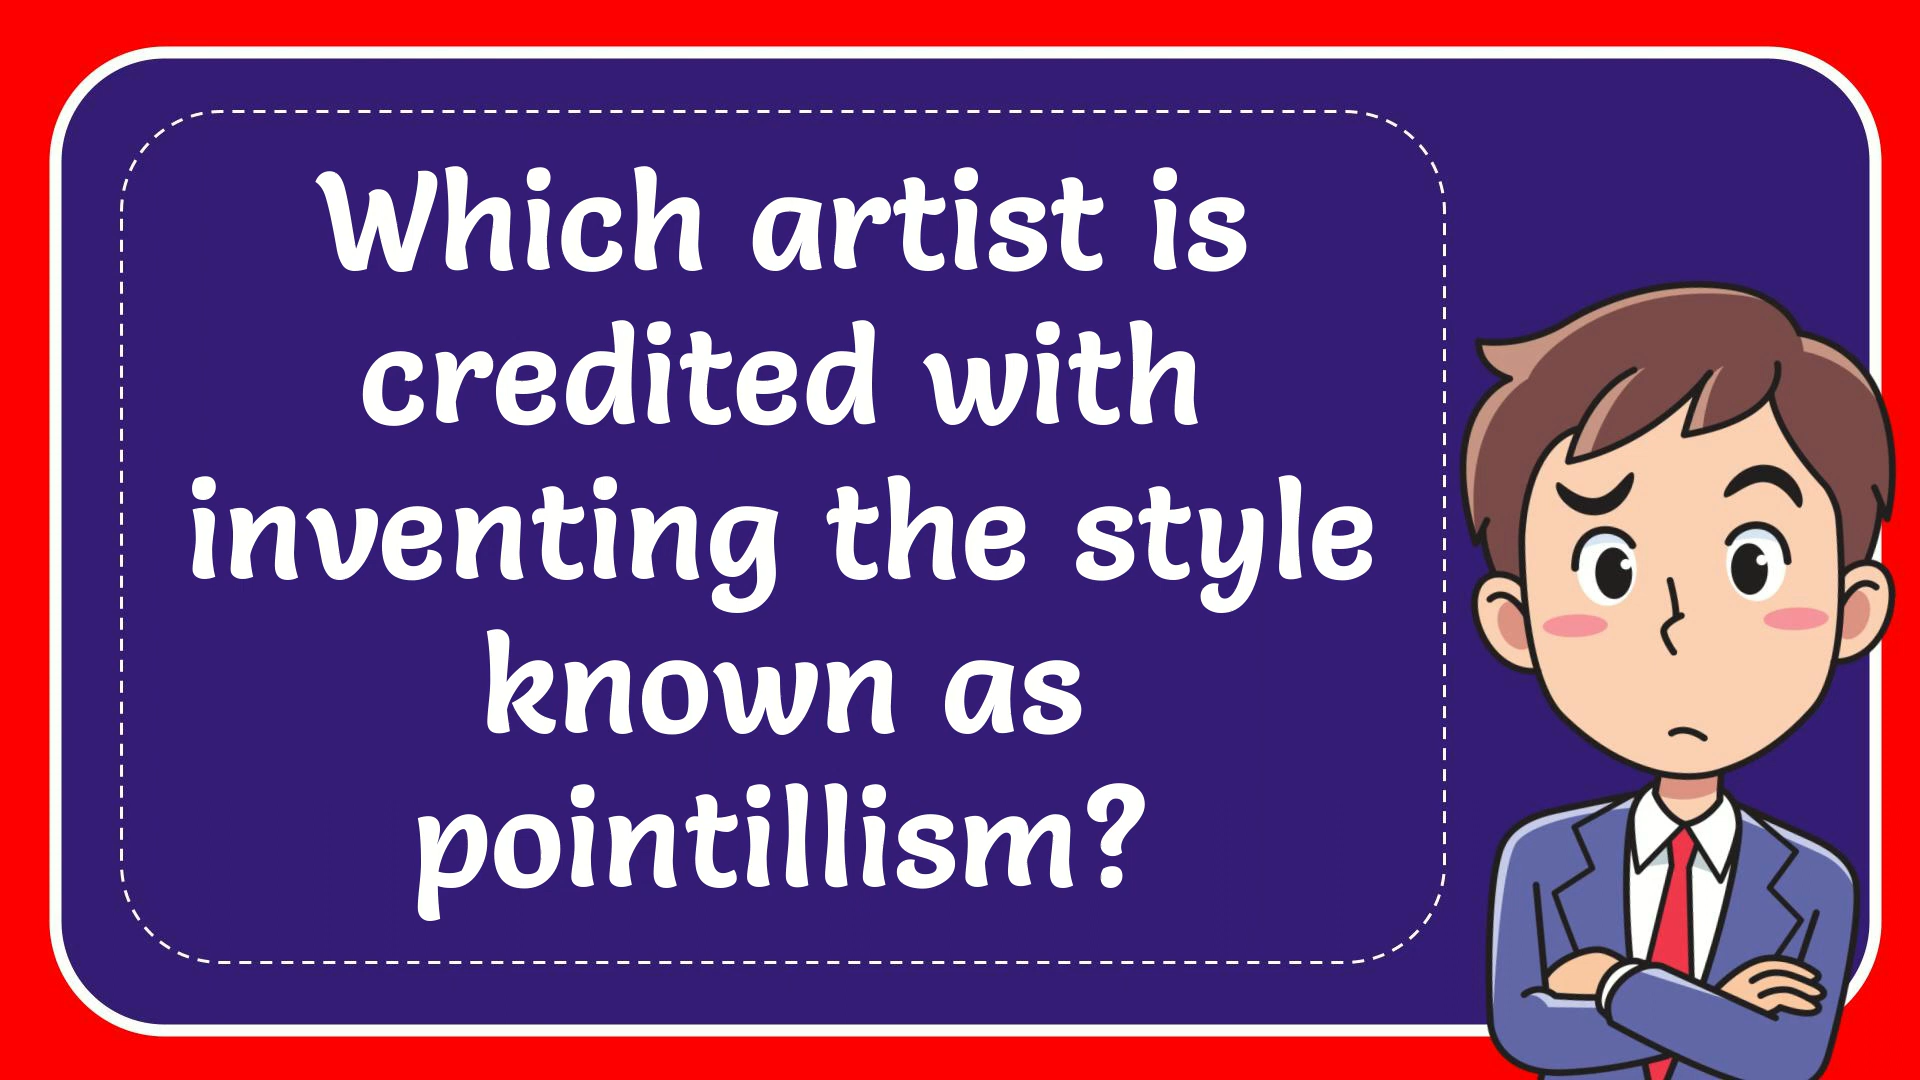 Which artist is
credited with
inventing the style
known as
pointillism?